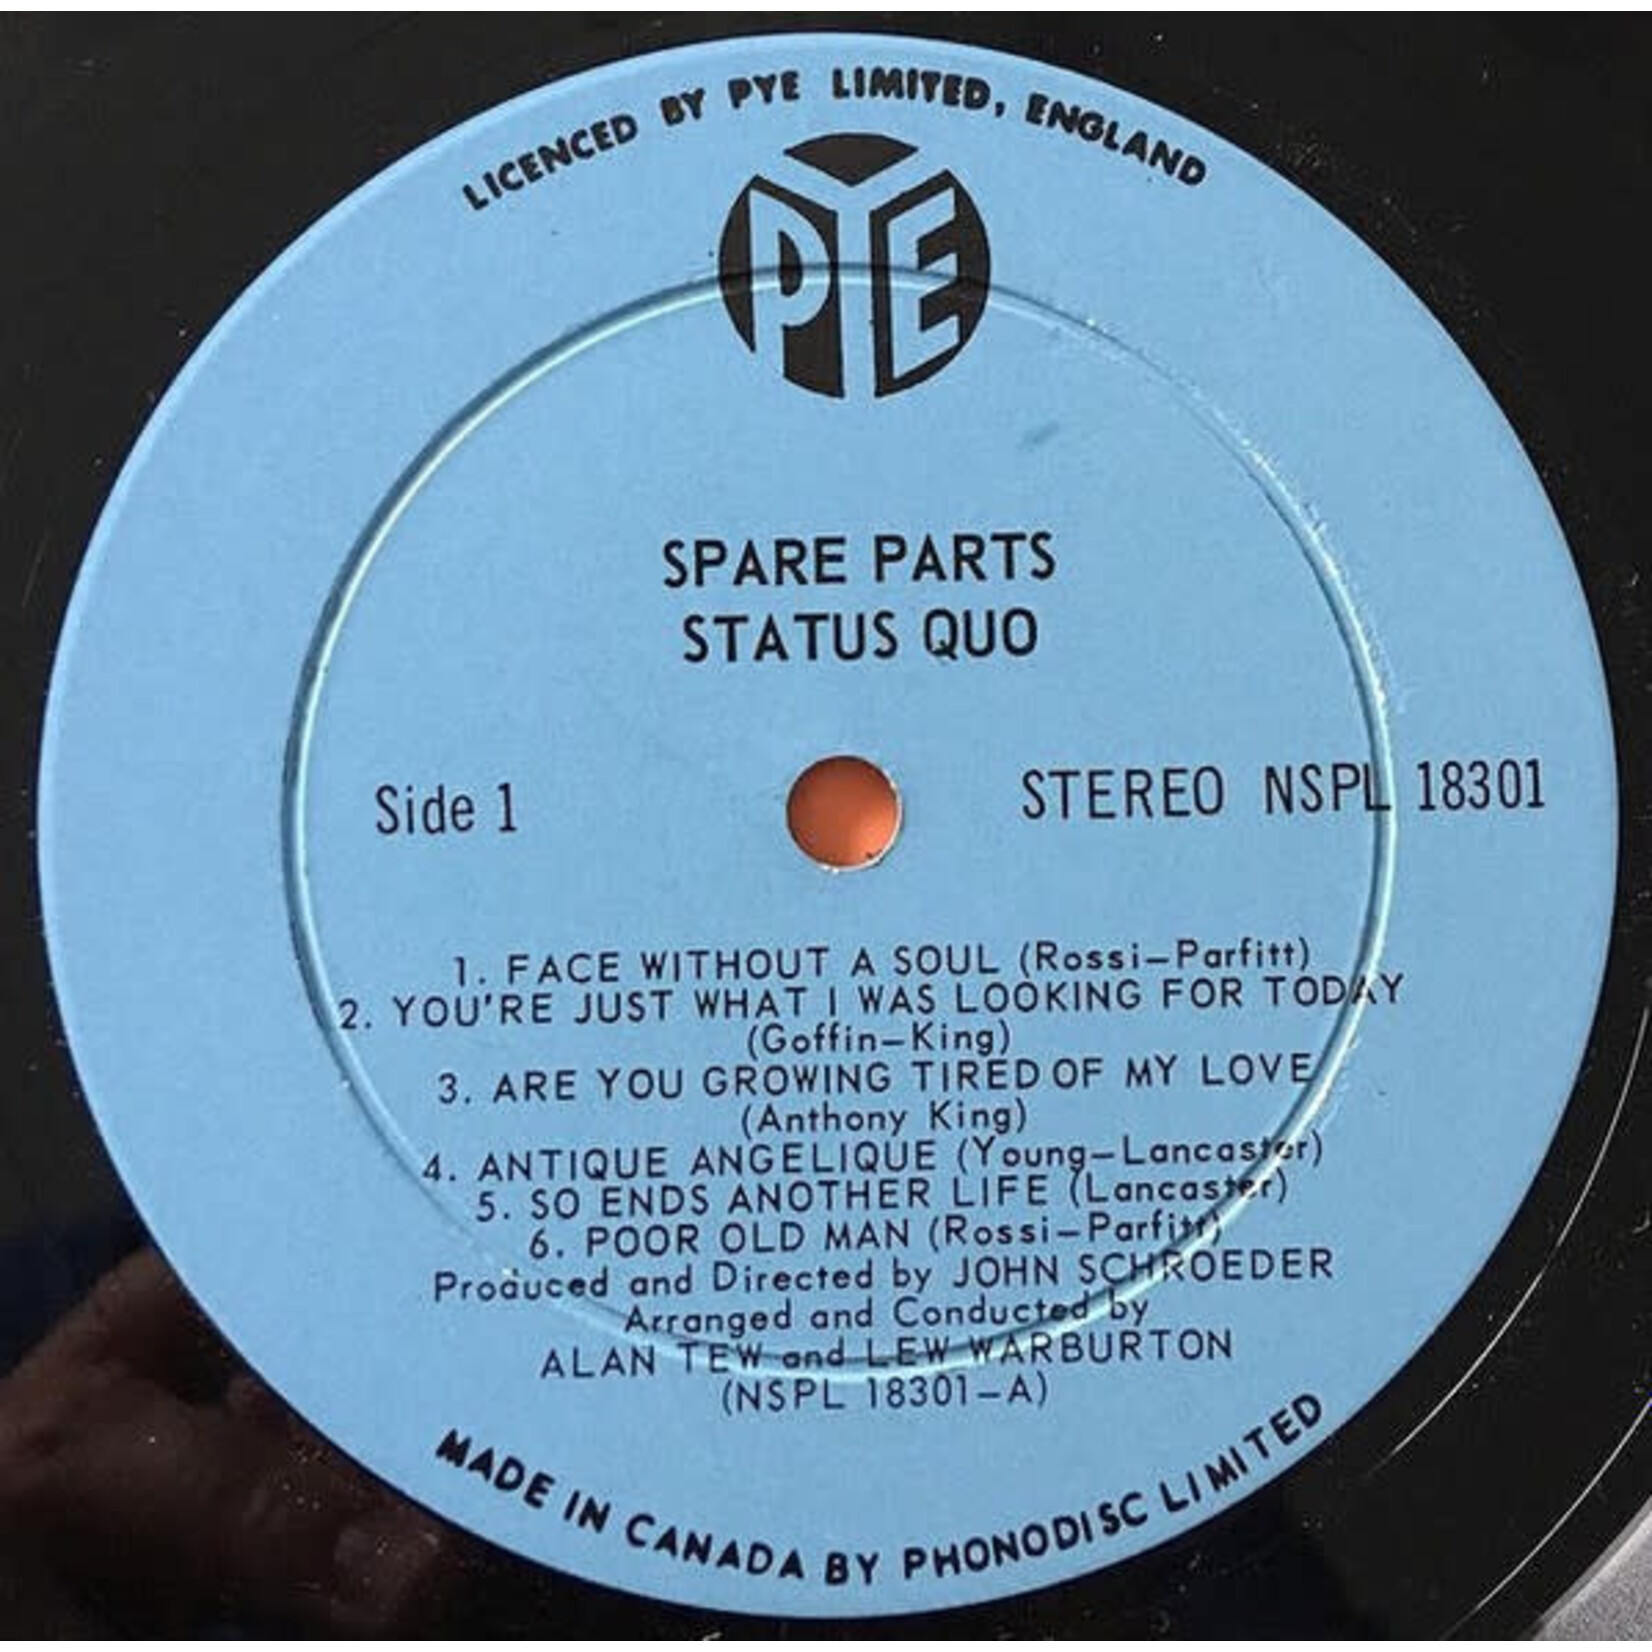 LICENCED BY PYE LIMITED, ENGLAND
PYE
SPARE PARTS
STATUS QUO
Side 1
STEREO NSPL 18301
1. FACE WITHOUT A SOUL (Rossi-Parfitt)
2. YOU'RE JUST WHAT I WAS LOOKING FOR TODAY
(Goffin-King)
3. ARE YOU GROWING TIRED OF MY LOVE
(Anthony King)
4. ANTIQUE ANGELIQUE (Young-Lancaster)
5. SO ENDS ANOTHER LIFE (Lancaster)
6. POOR OLD MAN (Rossi-Parfitt)
Produced and Directed by JOHN SCHROEDER
Arranged and Conducted by
ALAN TEW and LEW WARBURTON
(NSPL 18301-A)
MADE IN CANADA BY PHONODISC LIMITED